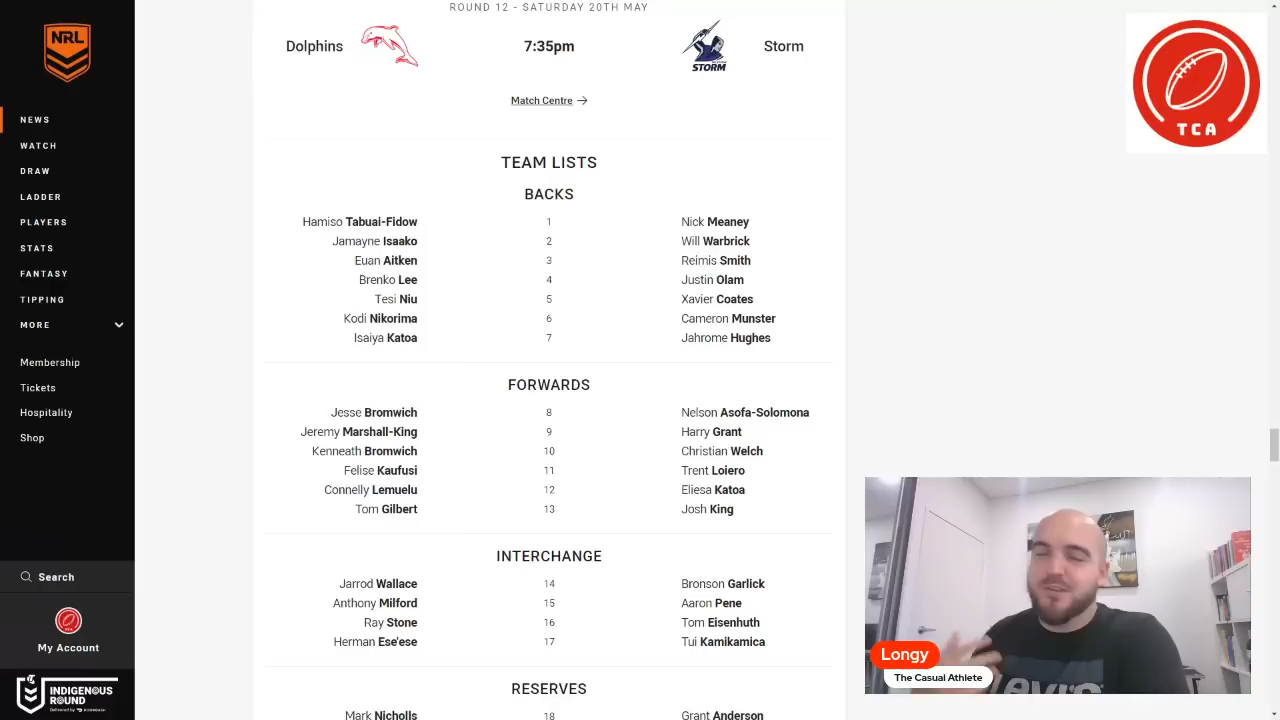 ROUND 12 - SATURDAY 20TH MAY
Dolphins 7:35pm STORM Storm
Match Centre →
NRL
NEWS
WATCH
DRAW
LADDER
PLAYERS
STATS
FANTASY
TIPPING
MORE
Membership
Tickets
Hospitality
Shop
Search
My Account
INDIGENOUS
ROUND
TEAM LISTS
BACKS
Hamiso Tabuai-Fidow 1 Nick Meaney
Jamayne Isaako 2 Will Warbrick
Euan Aitken 3 Reimis Smith
Brenko Lee 4 Justin Olam
Tesi Niu 5 Xavier Coates
Kodi Nikorima 6 Cameron Munster
Isaiya Katoa 7 Jahrome Hughes
FORWARDS
Jesse Bromwich 8 Nelson Asofa-Solomona
Jeremy Marshall-King 9 Harry Grant
Kenneath Bromwich 10 Christian Welch
Felise Kaufusi 11 Trent Loiero
Connelly Lemuelu 12 Eliesa Katoa
Tom Gilbert 13 Josh King
INTERCHANGE
Jarrod Wallace 14 Bronson Garlick
Anthony Milford 15 Aaron Pene
Ray Stone 16 Tom Eisenhuth
Herman Ese'ese 17 Tui Kamikamica
RESERVES
Mark Nicholls 18 Grant Anderson
TCA
Longy
The Casual Athlete